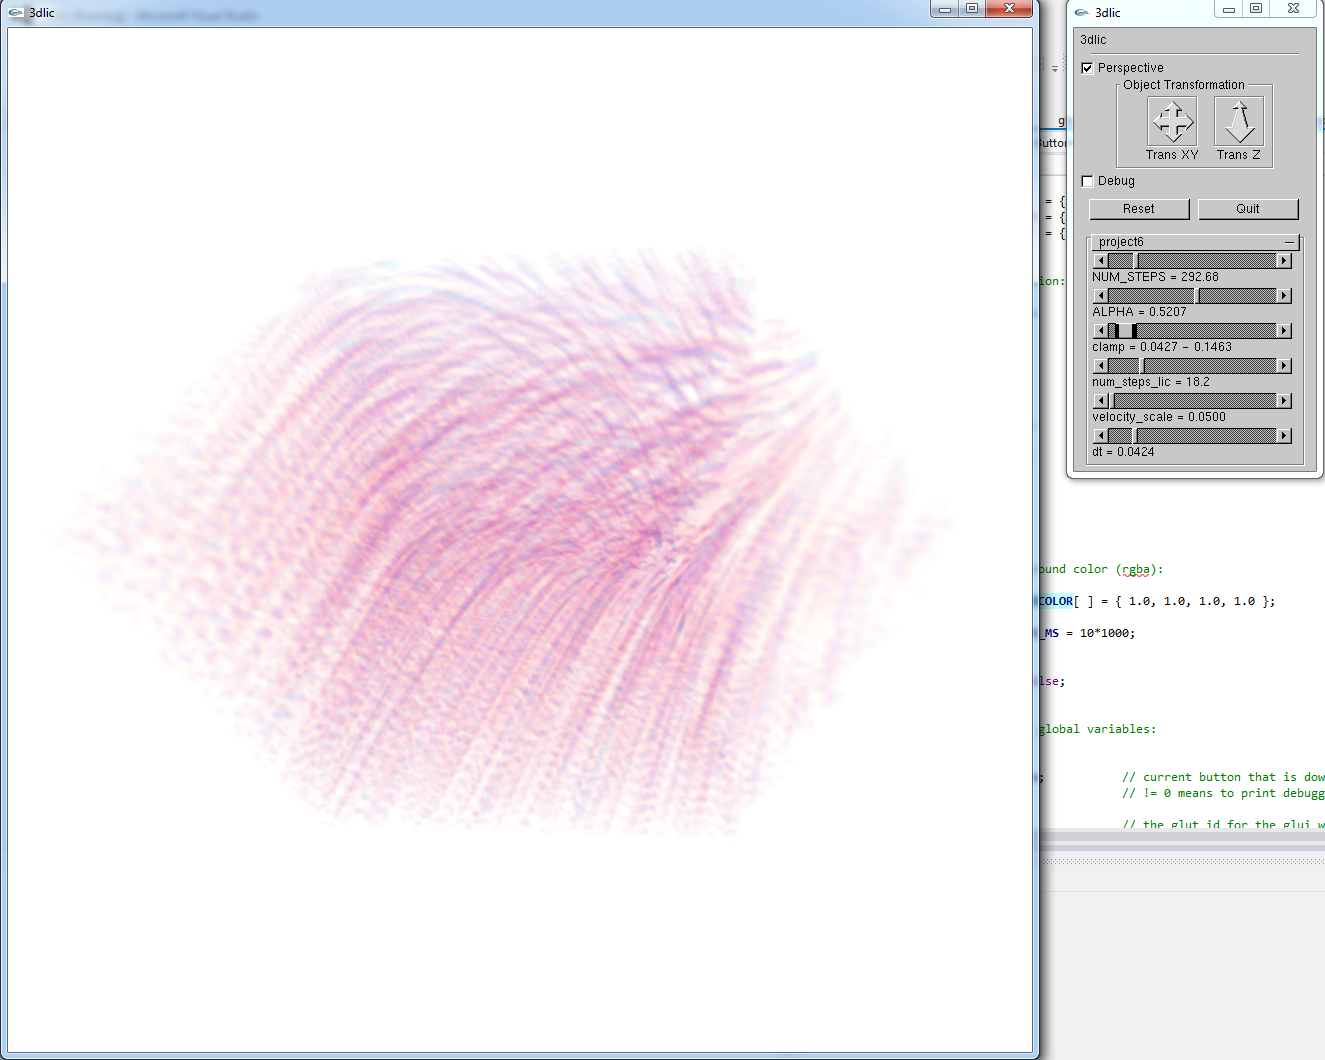 3dlic
3dlic
3dlic
Perspective
Object Transformation
Trans XY
Trans Z
Debug
Reset
Quit
project6
NUM_STEPS = 292.68
ALPHA = 0.5207
clamp = 0.0427 - 0.1463
num_steps_lic = 18.2
velocity_scale = 0.0500
dt = 0.0424
g
= {
= {
= {
ion:
ound color (rgba):
COLOR[ ] = { 1.0, 1.0, 1.0, 1.0 };
_MS = 10*1000;
lse;
global variables:
; // current button that is dow
// != 0 means to print debugg
// the glut id for the glui w